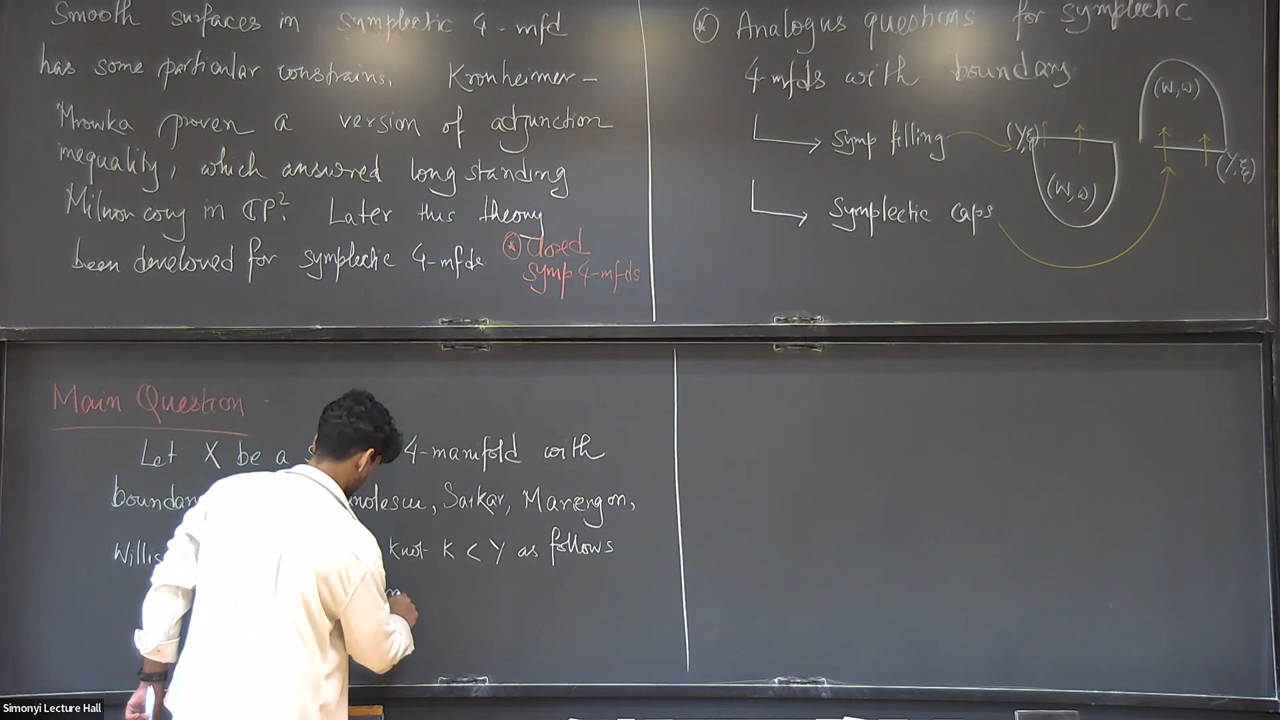 Smooth surfaces in symplectic 4-mfd
has some particular constrains, Kronheimer-
Mrowka proven a version of adjunction
inequality, which answered long standing
Milnor conj in ℂP². Later this theory
been developed for symplectic 4-mfds
⊛ Closed
symp 4-mfds
⊛ Analogus questions for symplectic
4-mfds with boundary
Symp filling
Symplectic caps
(Y,ξ)
(W,ω)
(W,ω)
(Y,ξ)
Main Question
Let X be a 4-manifold with
Sarkar, Marengon,
knot K < Y as follows
Simonyi Lecture Hall